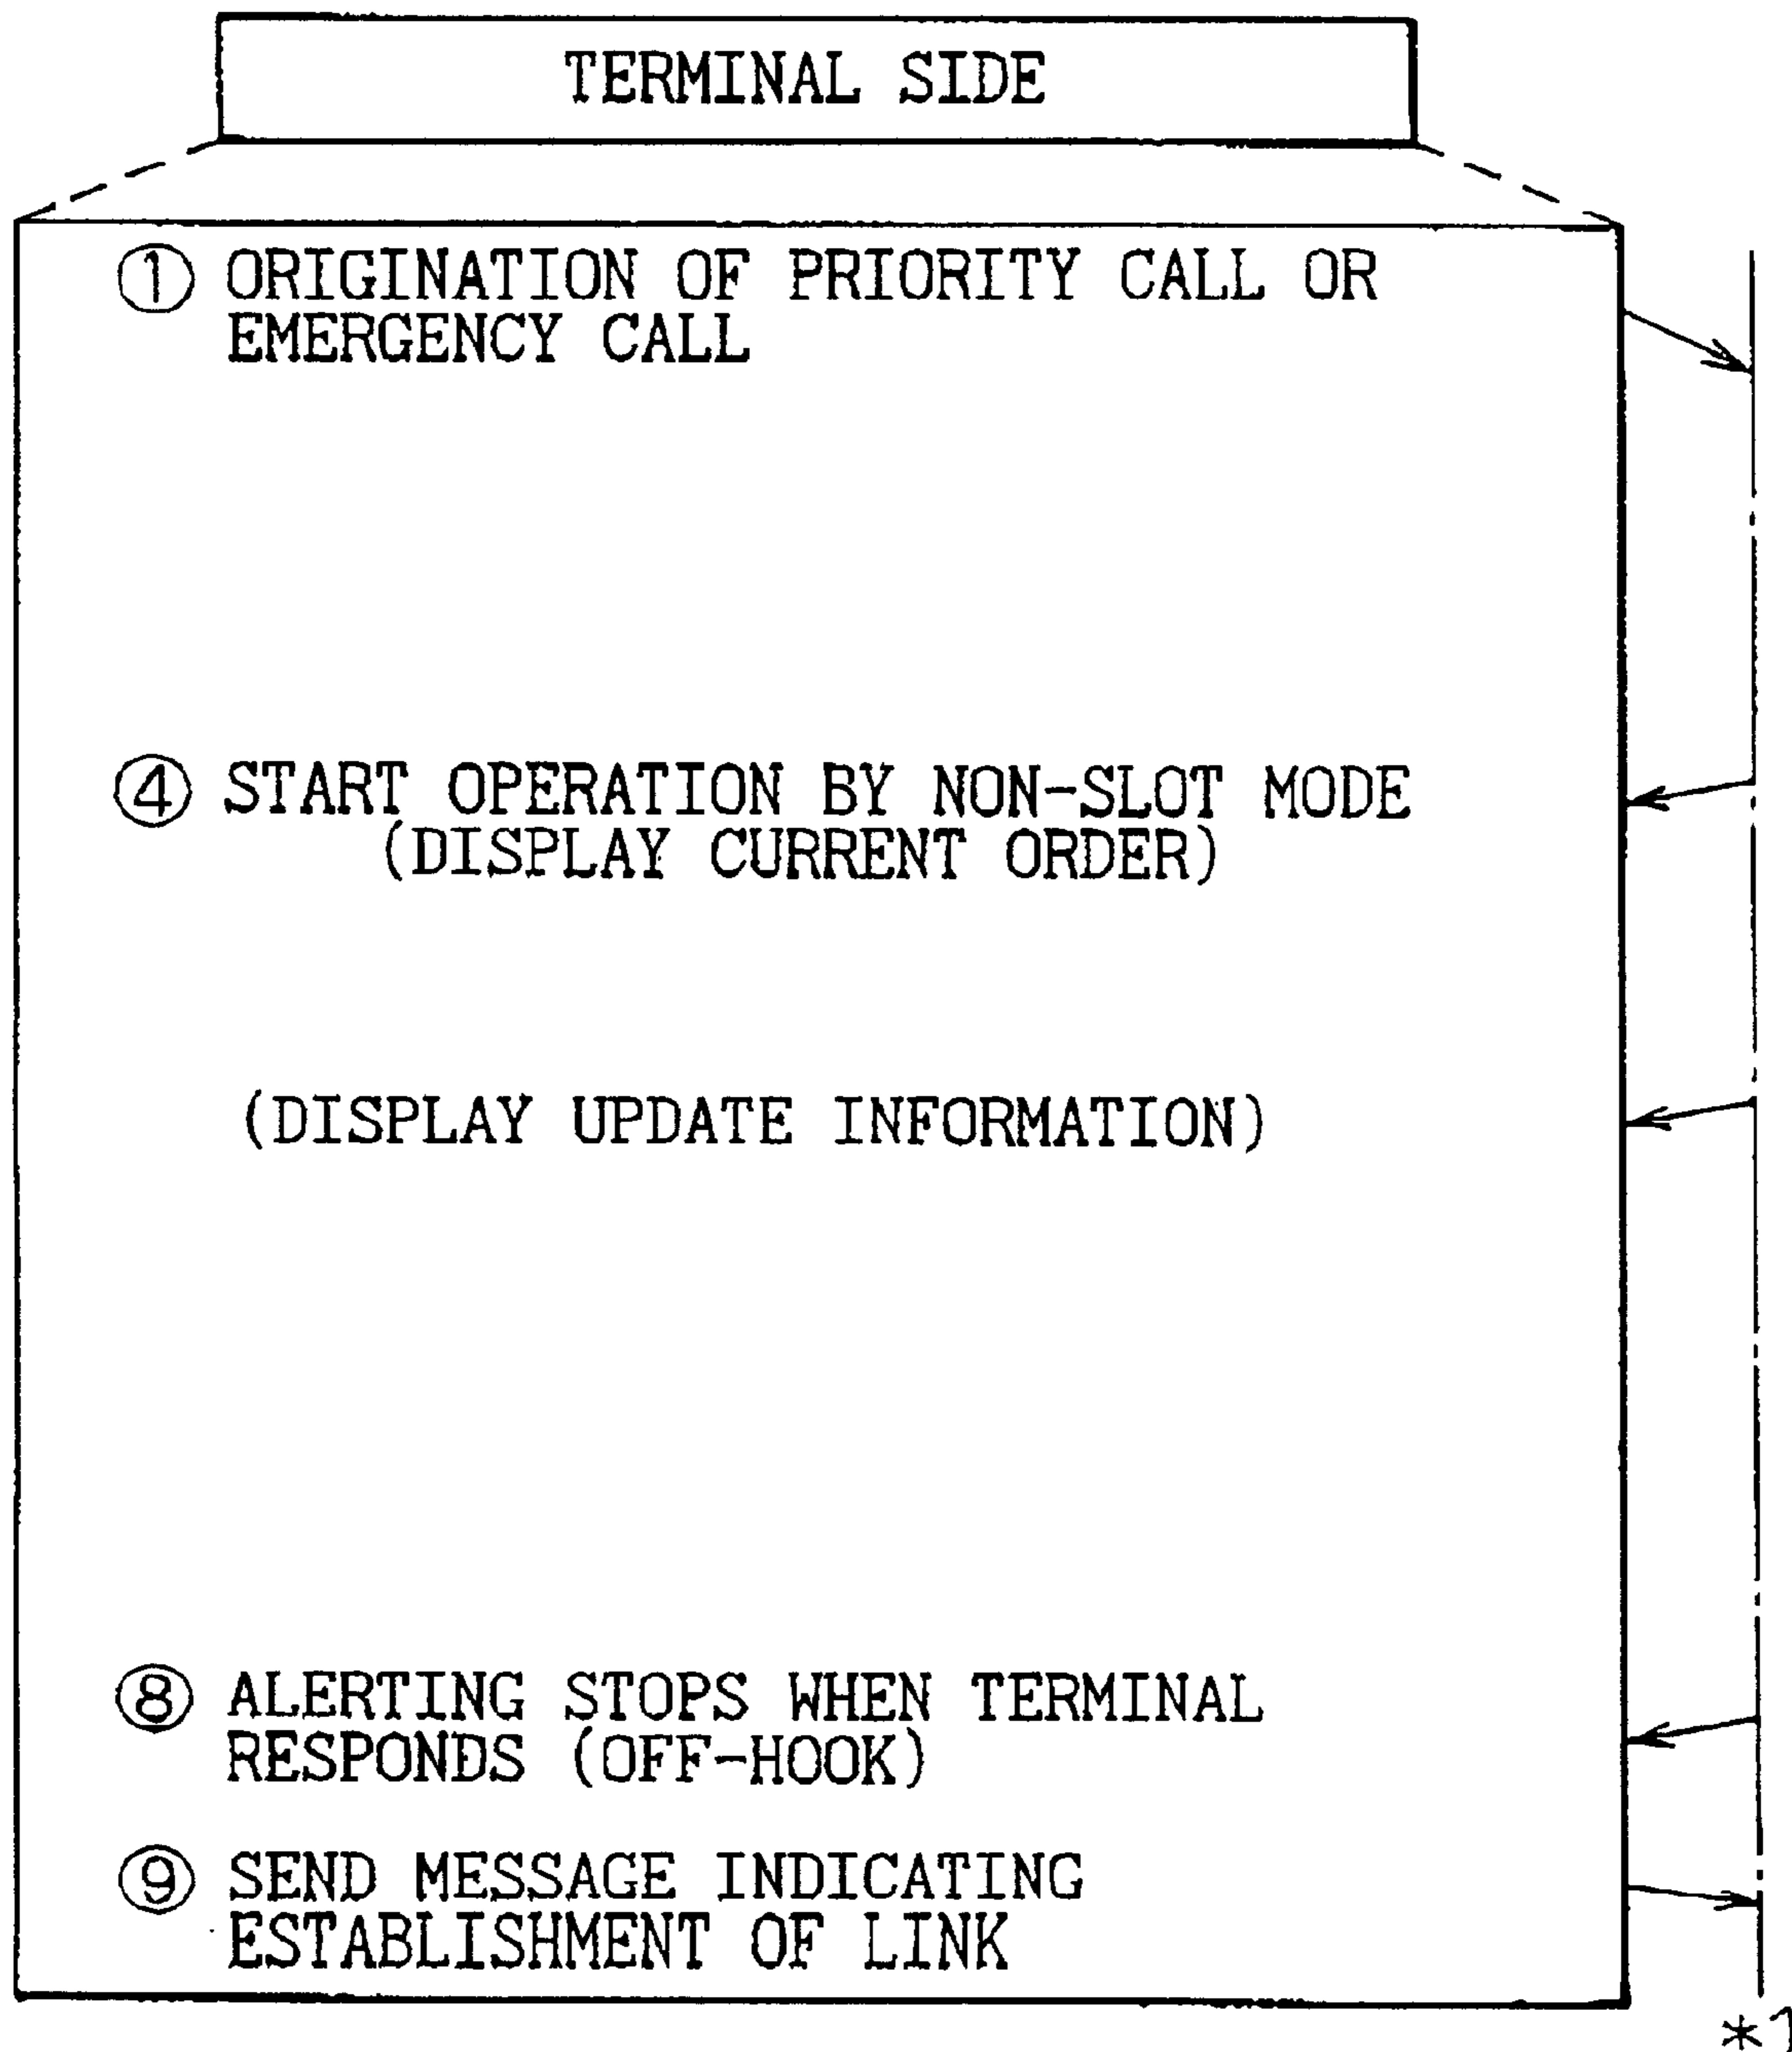 TERMINAL SIDE
① ORIGINATION OF PRIORITY CALL OR
EMERGENCY CALL
④ START OPERATION BY NON-SLOT MODE
(DISPLAY CURRENT ORDER)
(DISPLAY UPDATE INFORMATION)
⑧ ALERTING STOPS WHEN TERMINAL
RESPONDS (OFF-HOOK)
⑨ SEND MESSAGE INDICATING
ESTABLISHMENT OF LINK
*1